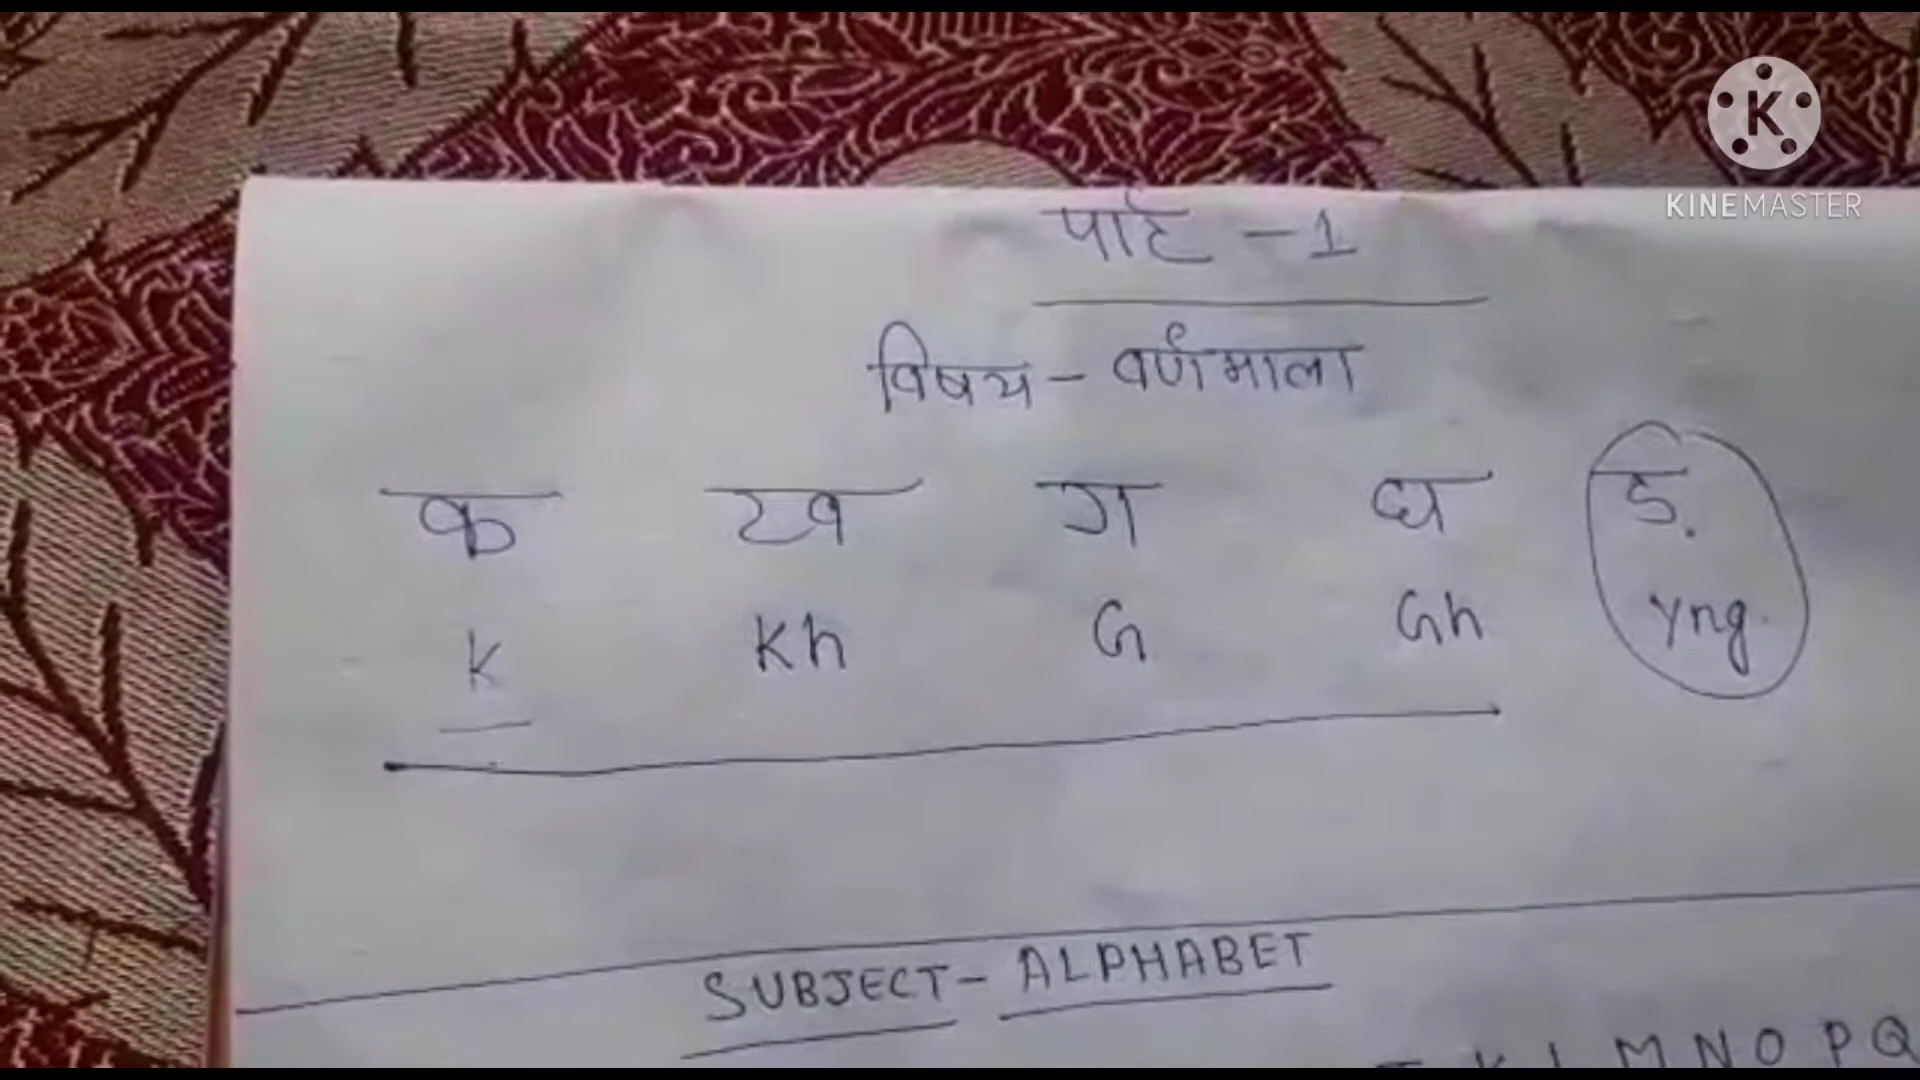 K
KINEMASTER
पाठ - 1
विषय - वर्णमाला
क ख ग घ ङ
K Kh G Gh yng.
SUBJECT - ALPHABET
K L M N O P Q